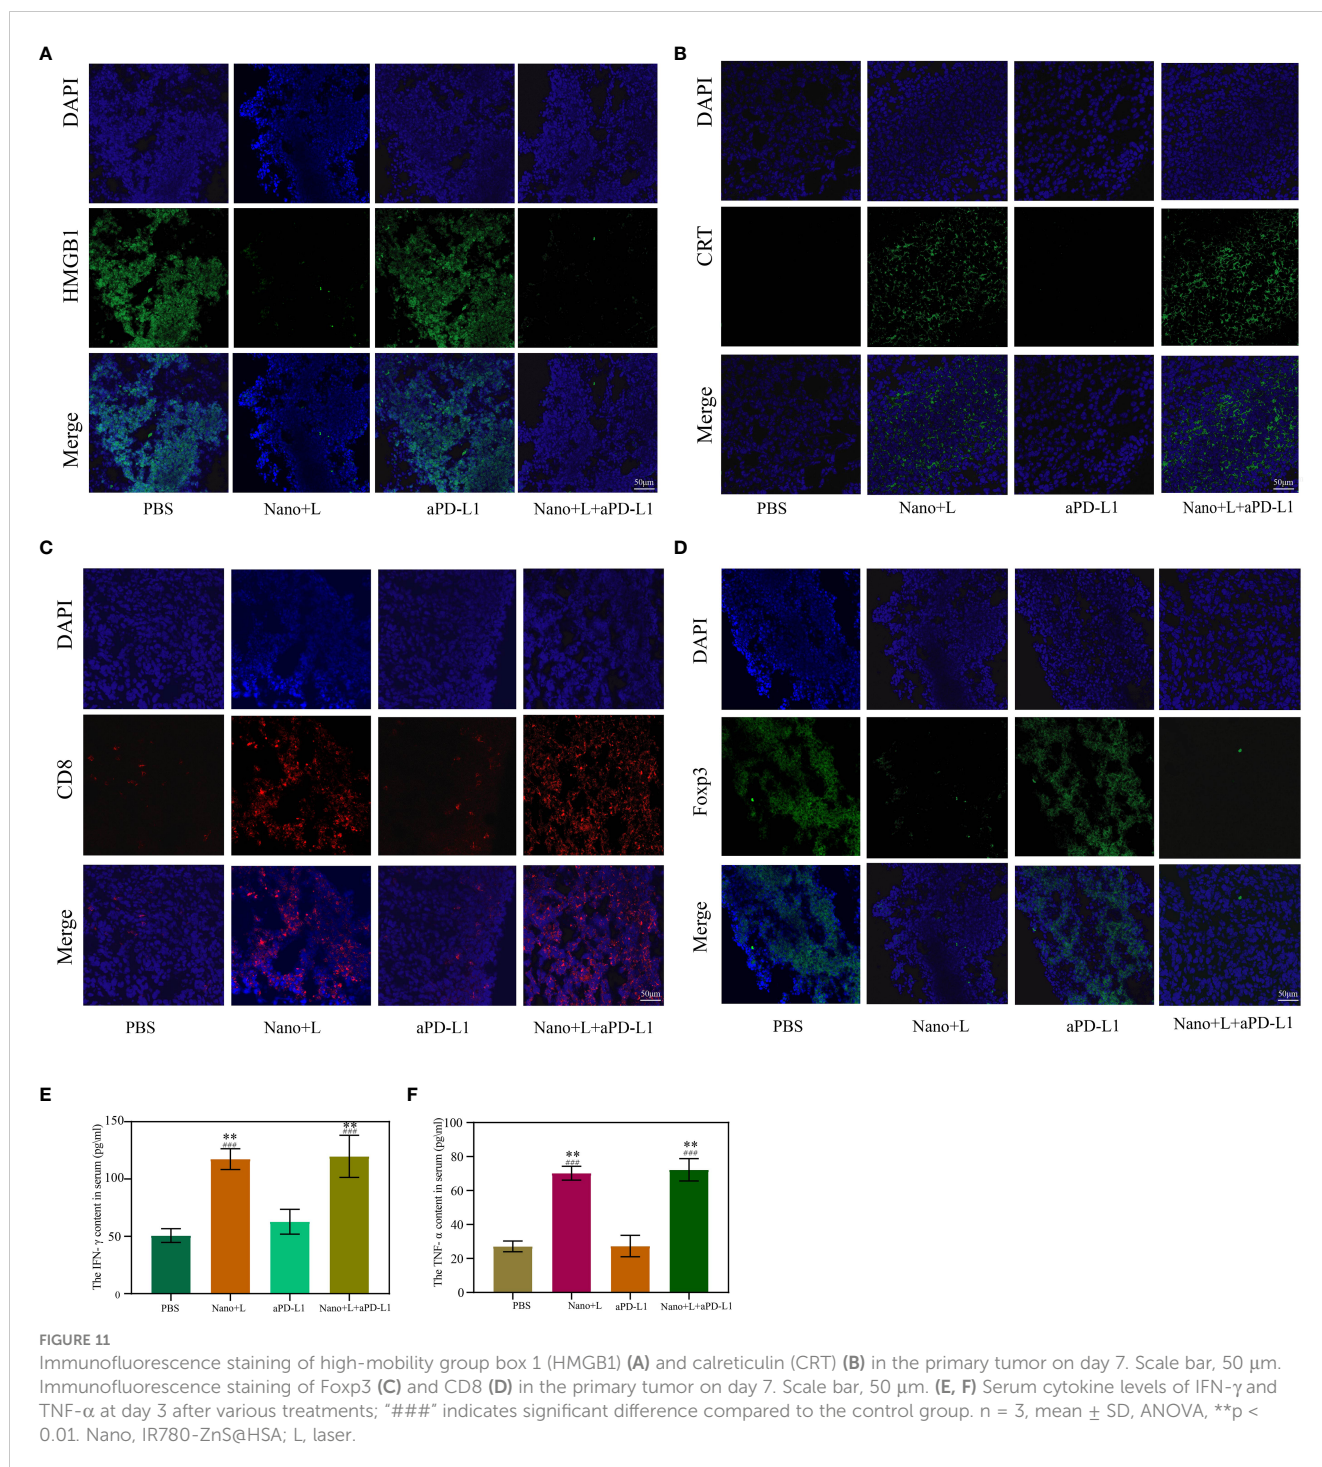 A
B
DAPI
HMGB1
Merge
50μm
PBS
Nano+L
aPD-L1
Nano+L+aPD-L1
DAPI
CRT
Merge
50μm
PBS
Nano+L
aPD-L1
Nano+L+aPD-L1
C
D
DAPI
CD8
Merge
50μm
PBS
Nano+L
aPD-L1
Nano+L+aPD-L1
DAPI
Foxp3
Merge
50μm
PBS
Nano+L
aPD-L1
Nano+L+aPD-L1
E
The IFN- γ content in serum (pg\ml)
150
100
50
0
**
###
**
###
PBS
Nano+L
aPD-L1
Nano+L+aPD-L1
F
The TNF- α content in serum (pg\ml)
100
80
60
40
20
0
**
###
**
###
PBS
Nano+L
aPD-L1
Nano+L+aPD-L1
FIGURE 11
Immunofluorescence staining of high-mobility group box 1 (HMGB1) (A) and calreticulin (CRT) (B) in the primary tumor on day 7. Scale bar, 50 μm.
Immunofluorescence staining of Foxp3 (C) and CD8 (D) in the primary tumor on day 7. Scale bar, 50 μm. (E, F) Serum cytokine levels of IFN-γ and
TNF-α at day 3 after various treatments; "###" indicates significant difference compared to the control group. n = 3, mean ± SD, ANOVA, **p <
0.01. Nano, IR780-ZnS@HSA; L, laser.